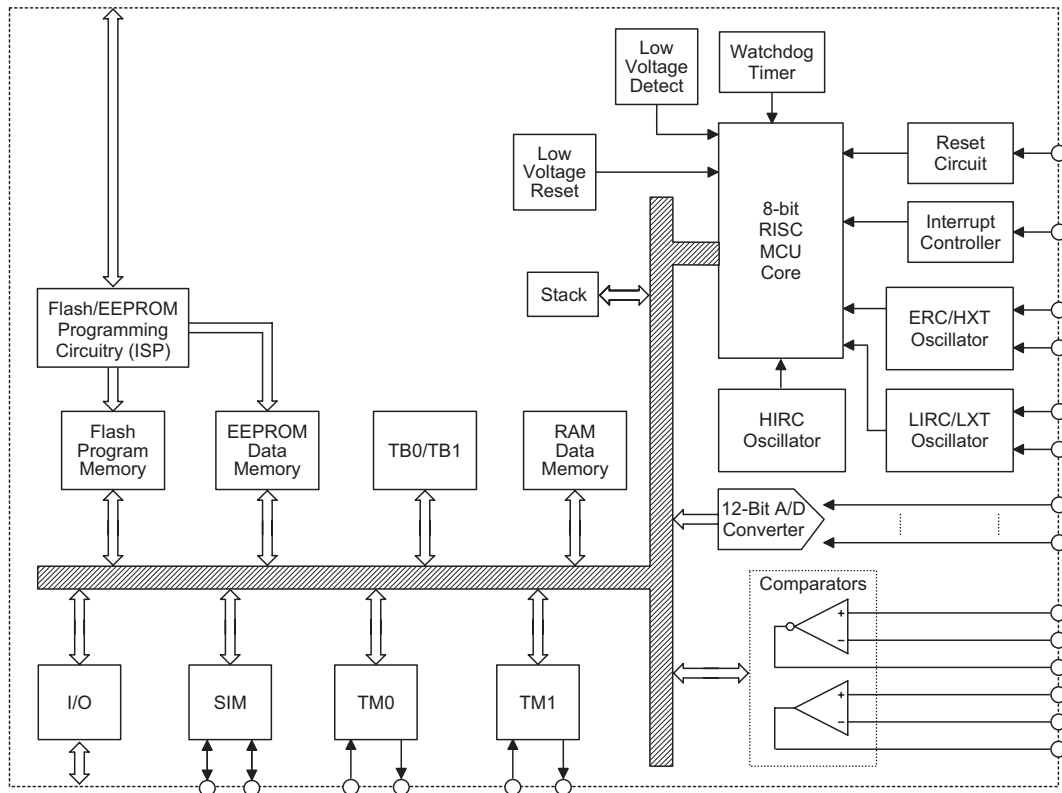 Low
Voltage
Detect
Watchdog
Timer
Low
Voltage
Reset
8-bit
RISC
MCU
Core
Reset
Circuit
Interrupt
Controller
Stack
Flash/EEPROM
Programming
Circuitry (ISP)
ERC/HXT
Oscillator
HIRC
Oscillator
LIRC/LXT
Oscillator
Flash
Program
Memory
EEPROM
Data
Memory
TB0/TB1
RAM
Data
Memory
12-Bit A/D
Converter
Comparators
+
−
+
−
I/O
SIM
TM0
TM1